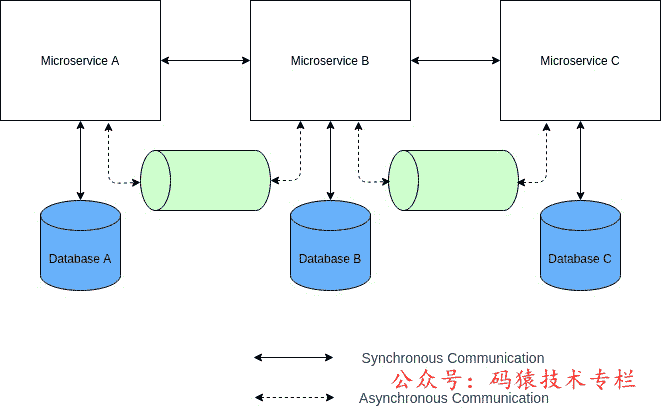 Microservice A
Microservice B
Microservice C
Database A
Database B
Database C
Synchronous Communication
公众号：码猿技术专栏
Asynchronous Communication